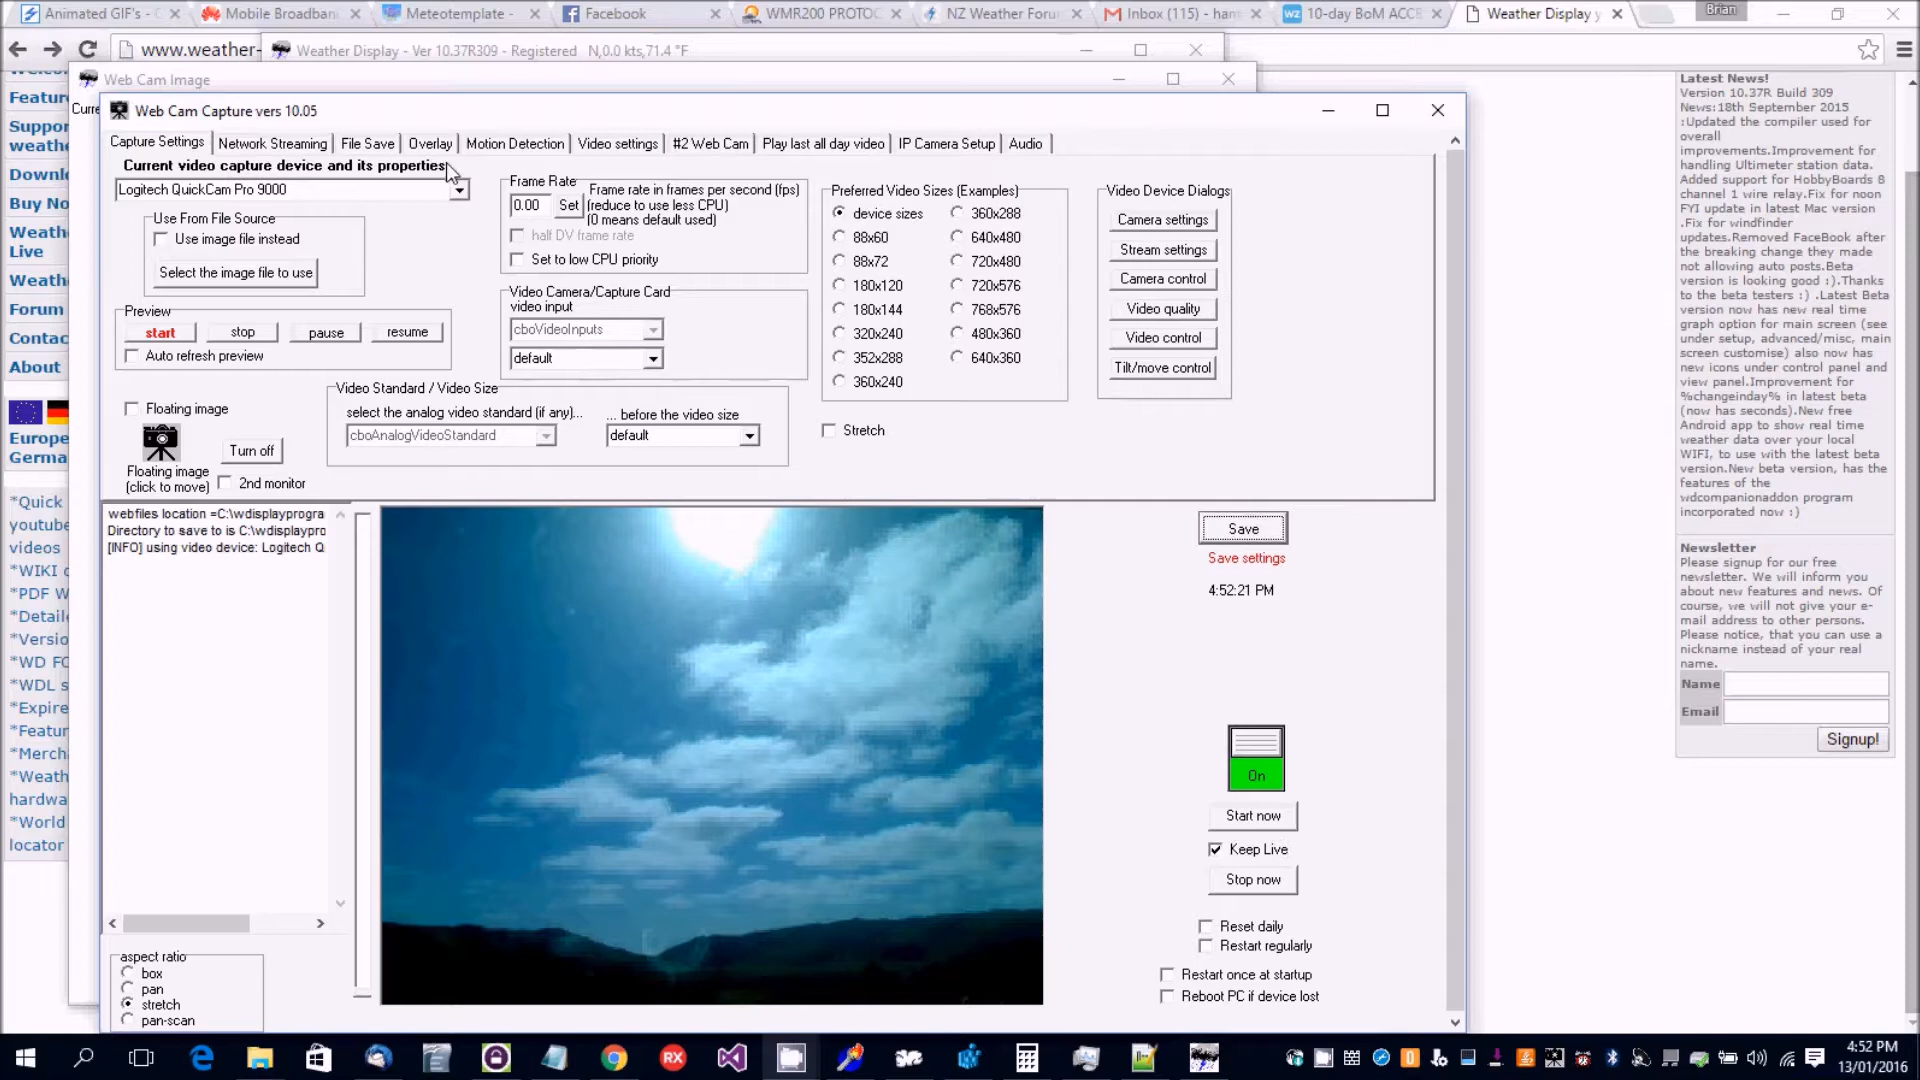 Animated GIF's - G
Mobile Broadban
Meteotemplate -
Facebook
WMR200 PROTOC
NZ Weather Foru
Inbox (115) - han
10-day BoM ACCE
Weather Display y
Brian
www.weather-
Weather Display - Ver 10.37R309 - Registered N,0.0 kts,71.4 °F
Web Cam Image
Curre
Web Cam Capture vers 10.05
Capture Settings
Network Streaming
File Save
Overlay
Motion Detection
Video settings
#2 Web Cam
Play last all day video
IP Camera Setup
Audio
Current video capture device and its properties:
Logitech QuickCam Pro 9000
Use From File Source
Use image file instead
Select the image file to use
Preview
start
stop
pause
resume
Auto refresh preview
Floating image
Turn off
Floating image
(click to move)
2nd monitor
Frame Rate
0.00
Set
Frame rate in frames per second (fps)
(reduce to use less CPU)
(0 means default used)
half DV frame rate
Set to low CPU priority
Video Camera/Capture Card
video input
cboVideoInputs
default
Video Standard / Video Size
select the analog video standard (if any)...
cboAnalogVideoStandard
... before the video size
default
Preferred Video Sizes (Examples)
device sizes
88x60
88x72
180x120
180x144
320x240
352x288
360x240
360x288
640x480
720x480
720x576
768x576
480x360
640x360
Stretch
Video Device Dialogs
Camera settings
Stream settings
Camera control
Video quality
Video control
Tilt/move control
webfiles location =C:\wdisplayprogra
Directory to save to is C:\wdisplaypro
[INFO] using video device: Logitech Q
aspect ratio
box
pan
stretch
pan-scan
Save
Save settings
4:52:21 PM
On
Start now
Keep Live
Stop now
Reset daily
Restart regularly
Restart once at startup
Reboot PC if device lost
Featur
Suppor
weath
Downl
Buy No
Weath
Live
Weath
Forum
Contac
About
Europe
Germa
*Quick
youtube
videos
*WIKI
*PDF W
*Detaile
*Versio
*WD FO
*WDL s
*Expire
*Featur
*Merch
*Weath
hardwa
*World
locator
Latest News!
Version 10.37R Build 309
News:18th September 2015
:Updated the compiler used for
overall
improvements.Improvement for
handling Ultimeter station data.
Added support for HobbyBoards 8
channel 1 wire relay.Fix for noon
FYI update in latest Mac version
.Fix for windfinder
updates.Removed FaceBook after
the breaking change they made
not allowing auto posts.Beta
version is looking good :).Thanks
to the beta testers :) .Latest Beta
version now has new real time
graph option for main screen (see
under setup, advanced/misc, main
screen customise) also now has
new icons under control panel and
view panel.Improvement for
%changeinday% in latest beta
(now has seconds).New free
Android app to show real time
weather data over your local
WIFI, to use with the latest beta
version.New beta version, has the
features of the
wdcompanionaddon program
incorporated now :)
Newsletter
Please signup for our free
newsletter. We will inform you
about new features and news. Of
course, we will not give your e-
mail address to other persons.
Please notice, that you can use a
nickname instead of your real
name.
Name
Email
Signup!
4:52 PM
13/01/2016